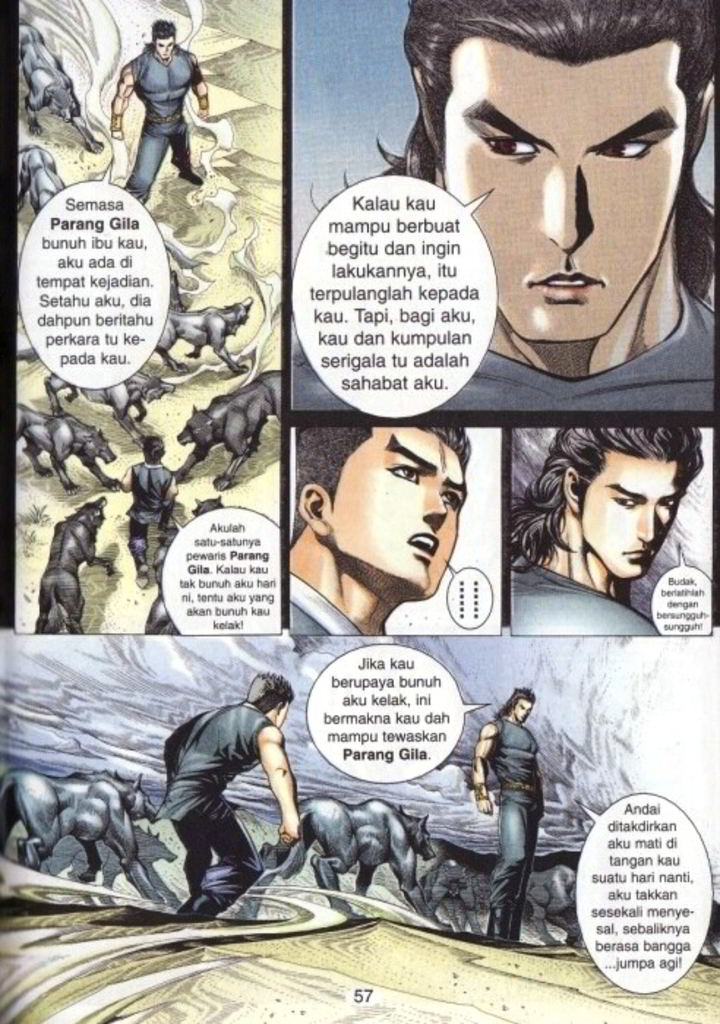 Semasa
Parang Gila
bunuh ibu kau,
aku ada di
tempat kejadian.
Setahu aku, dia
dahpun beritahu
perkara tu ke-
pada kau.
Kalau kau
mampu berbuat
begitu dan ingin
lakukannya, itu
terpulanglah kepada
kau. Tapi, bagi aku,
kau dan kumpulan
serigala tu adalah
sahabat aku.
Akulah
satu-satunya
pewaris Parang
Gila. Kalau kau
tak bunuh aku hari
ni, tentu aku yang
akan bunuh kau
kelak!
Budak,
berlatihlah
dengan
bersungguh-
sungguh!
Jika kau
berupaya bunuh
aku kelak, ini
bermakna kau dah
mampu tewaskan
Parang Gila.
Andai
ditakdirkan
aku mati di
tangan kau
suatu hari nanti,
aku takkan
sesekali menye-
sal, sebaliknya
berasa bangga
...jumpa agi!
57